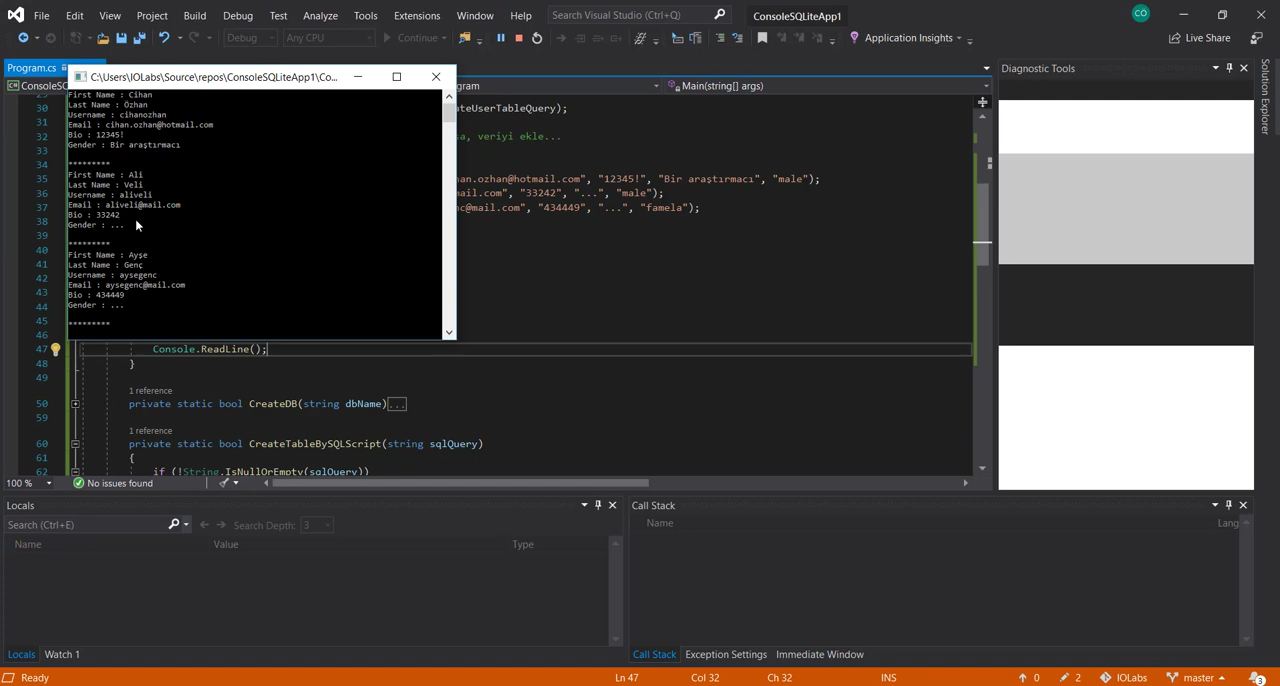 File Edit View Project Build Debug Test Analyze Tools Extensions Window Help Search Visual Studio (Ctrl+Q) ConsoleSQLiteApp1 CO
Debug Any CPU Continue Application Insights Live Share
Program.cs
C:\Users\IOLabs\Source\repos\ConsoleSQLiteApp1\Co...
ConsoleSQ
gram Main(string[] args)
Diagnostic Tools
Solution Explorer
First Name : Cihan
Last Name : Özhan
Username : cihanozhan
Email : cihan.ozhan@hotmail.com
Bio : 12345!
Gender : Bir araştırmacı
*********
First Name : Ali
Last Name : Veli
Username : aliveli
Email : aliveli@mail.com
Bio : 33242
Gender : ...
*********
First Name : Ayşe
Last Name : Genç
Username : aysegenc
Email : aysegenc@mail.com
Bio : 434449
Gender : ...
*********
29
30 ateUserTableQuery);
31
32 sa, veriyi ekle...
33
34
35 han.ozhan@hotmail.com", "12345!", "Bir araştırmacı", "male");
36 mail.com", "33242", "...", "male");
37 c@mail.com", "434449", "...", "famela");
38
39
40
41
42
43
44
45
46
47 Console.ReadLine();
48 }
49
1 reference
50 private static bool CreateDB(string dbName)...
59
1 reference
60 private static bool CreateTableBySQLScript(string sqlQuery)
61 {
62 if (!String.IsNullOrEmpty(sqlQuery))
100 % No issues found
Locals
Search (Ctrl+E) Search Depth: 3
Name Value Type
Call Stack
Name Lang
Locals Watch 1
Call Stack Exception Settings Immediate Window
Ready Ln 47 Col 32 Ch 32 INS 0 2 IOLabs master 3